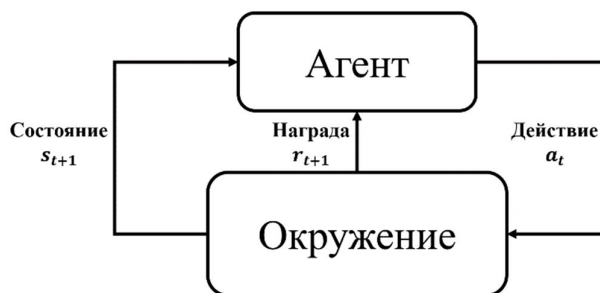 Агент
Состояние
s_{t+1}
Награда
r_{t+1}
Действие
a_t
Окружение